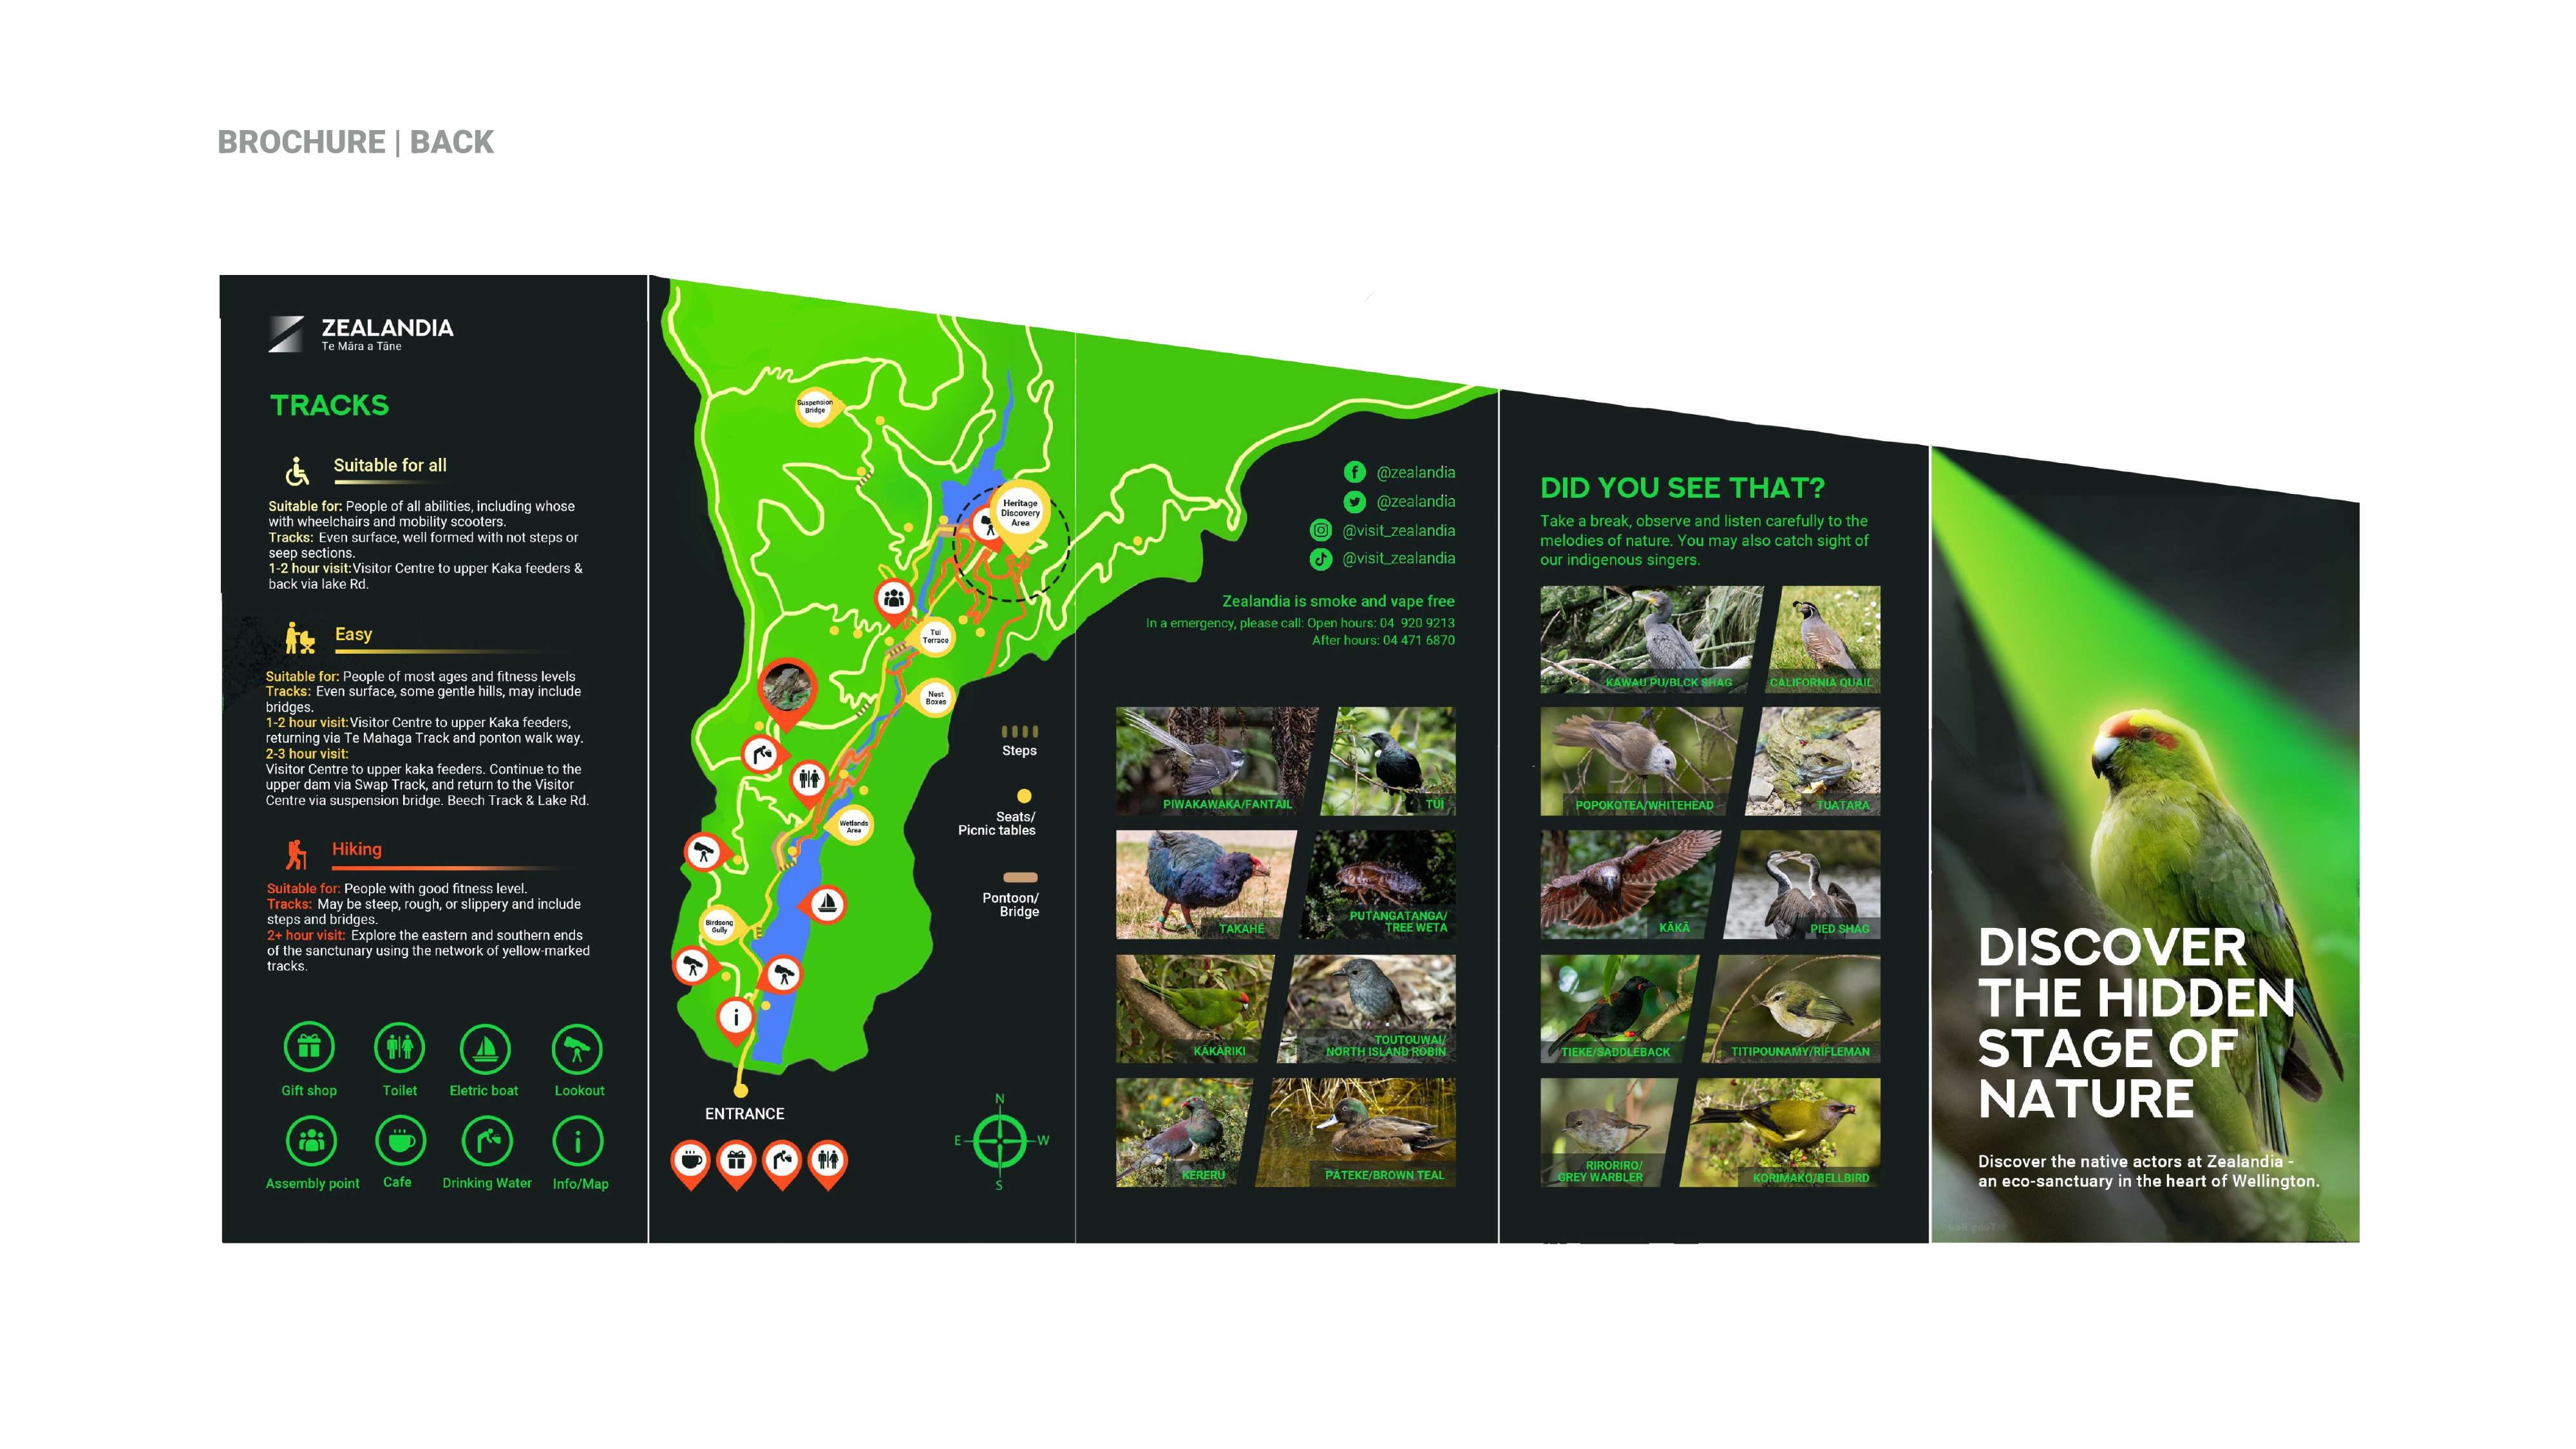 BROCHURE | BACK
ZEALANDIA
Te Māra a Tāne
TRACKS
Suitable for all
Suitable for: People of all abilities, including whose
with wheelchairs and mobility scooters.
Tracks: Even surface, well formed with not steps or
seep sections.
1-2 hour visit:Visitor Centre to upper Kaka feeders &
back via lake Rd.
Easy
Suitable for: People of most ages and fitness levels
Tracks: Even surface, some gentle hills, may include
bridges.
1-2 hour visit:Visitor Centre to upper Kaka feeders,
returning via Te Mahaga Track and ponton walk way.
2-3 hour visit:
Visitor Centre to upper kaka feeders. Continue to the
upper dam via Swap Track, and return to the Visitor
Centre via suspension bridge. Beech Track & Lake Rd.
Hiking
Suitable for: People with good fitness level.
Tracks: May be steep, rough, or slippery and include
steps and bridges.
2+ hour visit: Explore the eastern and southern ends
of the sanctuary using the network of yellow-marked
tracks.
Gift shop
Toilet
Eletric boat
Lookout
Assembly point
Cafe
Drinking Water
Info/Map
Suspension
Bridge
Heritage
Discovery
Area
Tui
Terrace
Nest
Boxes
Wetlands
Area
Birdsong
Gully
Steps
Seats/
Picnic tables
Pontoon/
Bridge
ENTRANCE
N
E
W
S
@zealandia
@zealandia
@visit_zealandia
@visit_zealandia
Zealandia is smoke and vape free
In a emergency, please call: Open hours: 04 920 9213
After hours: 04 471 6870
PIWAKAWAKA/FANTAIL
TUI
TAKAHE
PUTANGATANGA/
TREE WETA
KĀKĀRIKI
TOUTOUWAI/
NORTH ISLAND ROBIN
KERERU
PĀTEKE/BROWN TEAL
DID YOU SEE THAT?
Take a break, observe and listen carefully to the
melodies of nature. You may also catch sight of
our indigenous singers.
KAWAU PU/BLCK SHAG
CALIFORNIA QUAIL
POPOKOTEA/WHITEHEAD
TUATARA
KĀKĀ
PIED SHAG
TIEKE/SADDLEBACK
TITIPOUNAMY/RIFLEMAN
RIRORIRO/
GREY WARBLER
KORIMAKO/BELLBIRD
DISCOVER
THE HIDDEN
STAGE OF
NATURE
Discover the native actors at Zealandia -
an eco-sanctuary in the heart of Wellington.